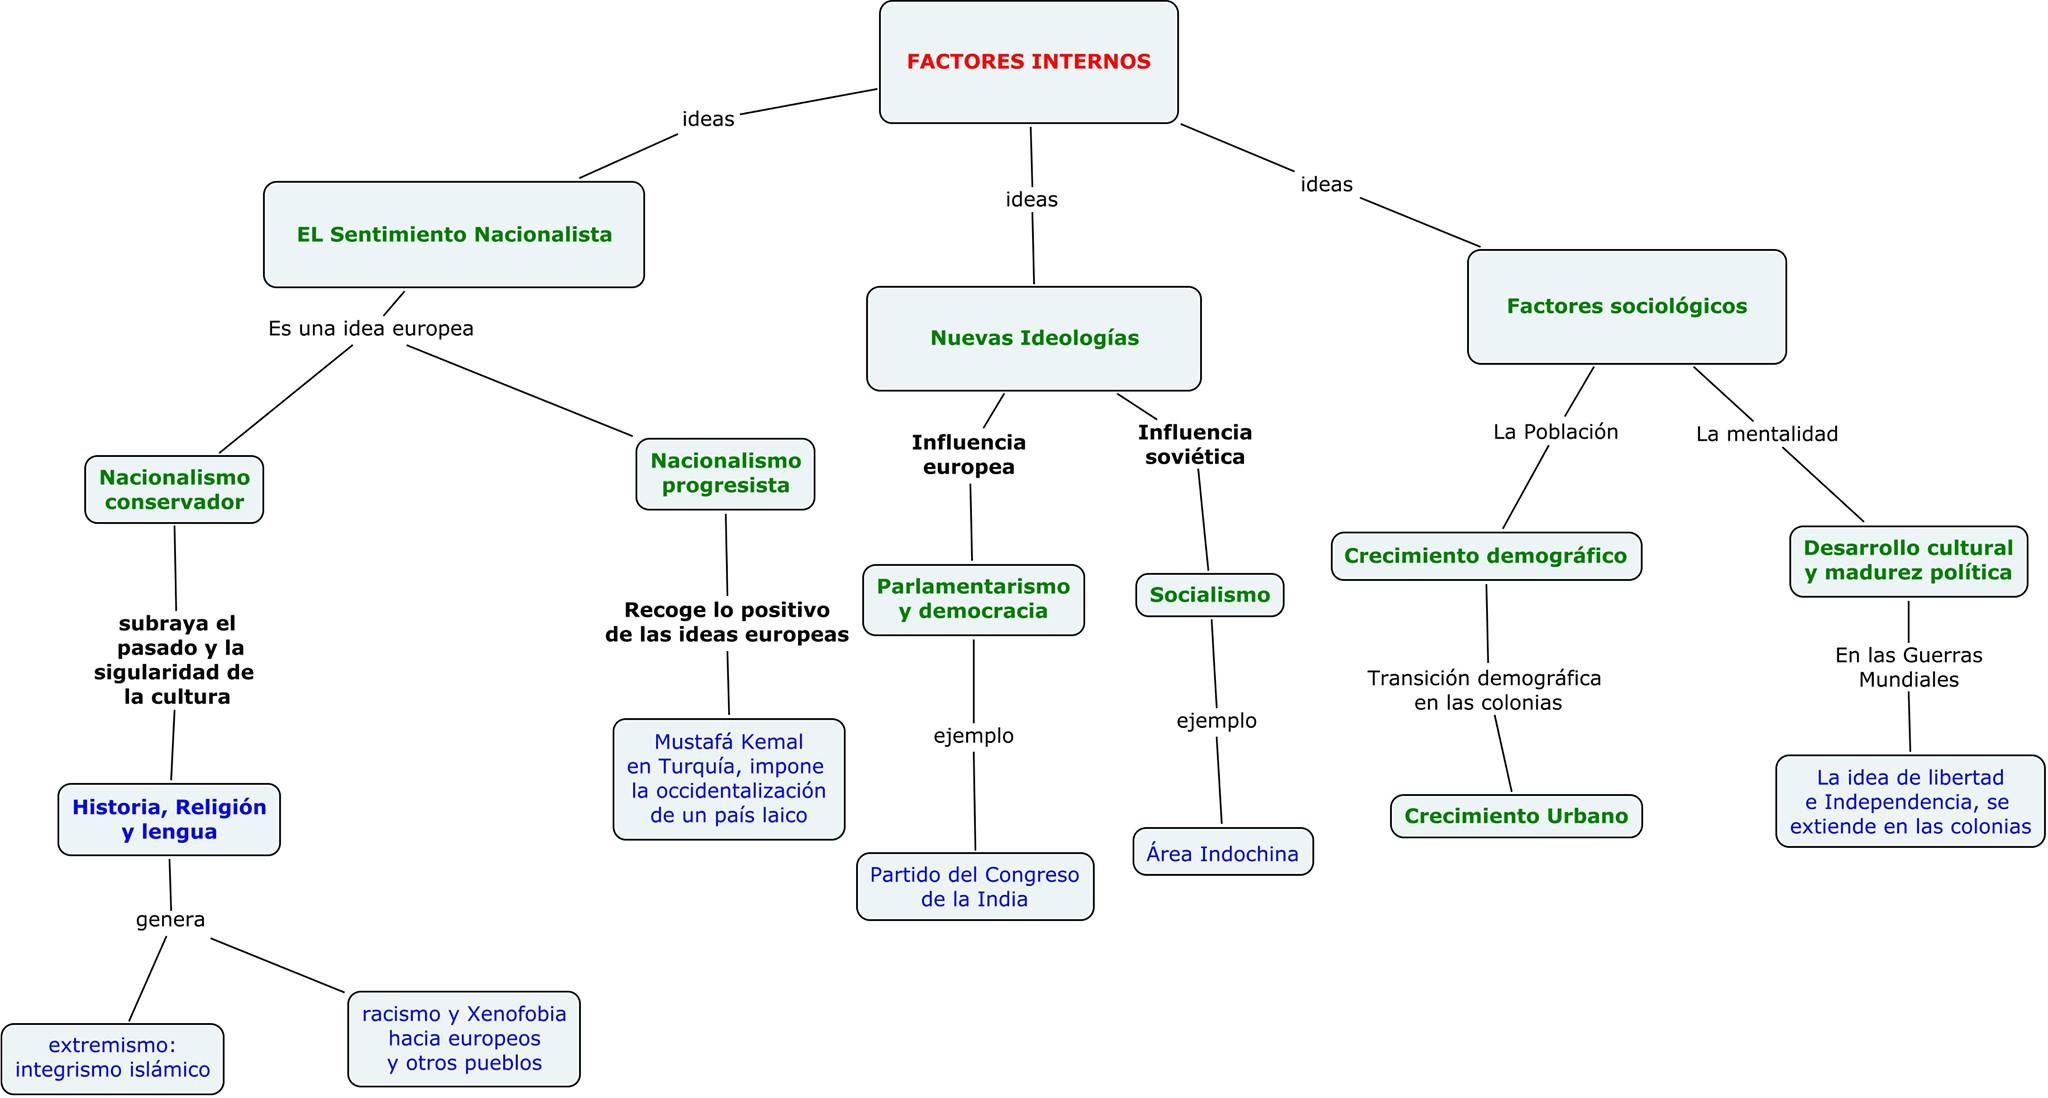 FACTORES INTERNOS
ideas
ideas
ideas
EL Sentimiento Nacionalista
Es una idea europea
Nacionalismo
conservador
subraya el
pasado y la
sigularidad de
la cultura
Historia, Religión
y lengua
genera
extremismo:
integrismo islámico
racismo y Xenofobia
hacia europeos
y otros pueblos
Nacionalismo
progresista
Recoge lo positivo
de las ideas europeas
Mustafá Kemal
en Turquía, impone
la occidentalización
de un país laico
Nuevas Ideologías
Influencia
europea
Parlamentarismo
y democracia
ejemplo
Partido del Congreso
de la India
Influencia
soviética
Socialismo
ejemplo
Área Indochina
Factores sociológicos
La Población
Crecimiento demográfico
Transición demográfica
en las colonias
Crecimiento Urbano
La mentalidad
Desarrollo cultural
y madurez política
En las Guerras
Mundiales
La idea de libertad
e Independencia, se
extiende en las colonias